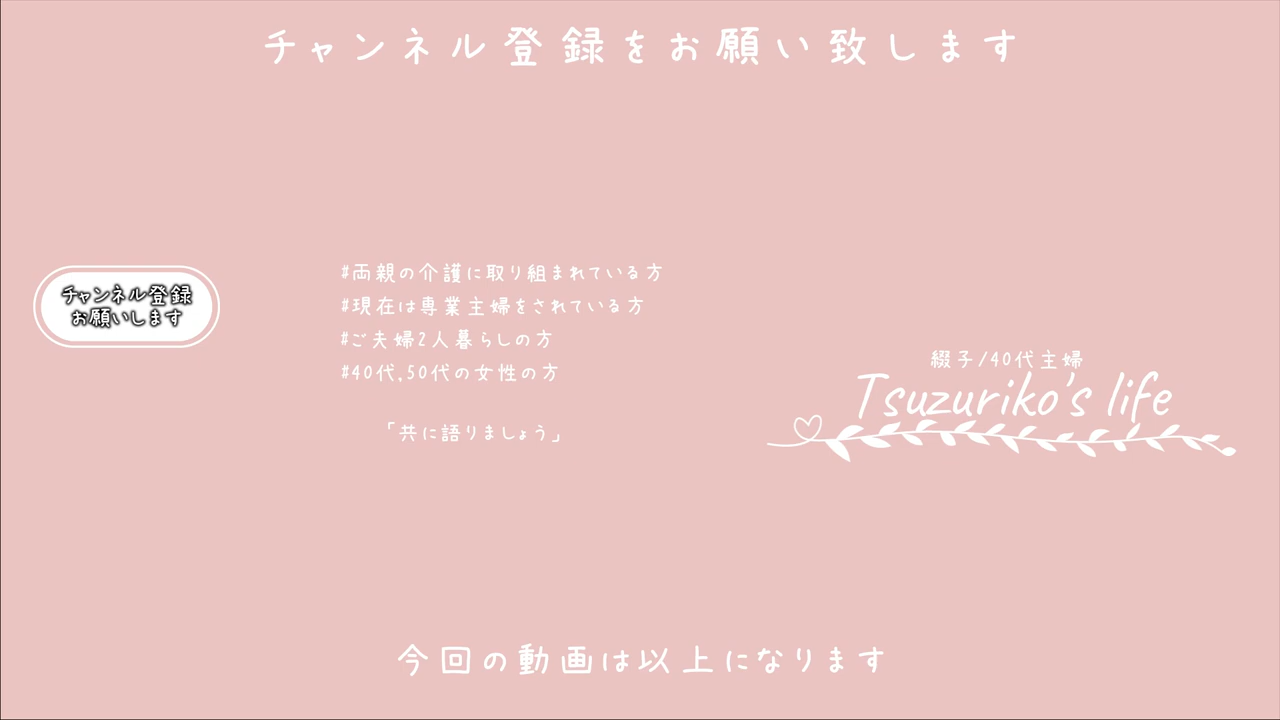 チャンネル登録をお願い致します
チャンネル登録
お願いします
#両親の介護に取り組まれている方
#現在は専業主婦をされている方
#ご夫婦2人暮らしの方
#40代,50代の女性の方
「共に語りましょう」
綴子/40代主婦
Tsuzuriko's life
今回の動画は以上になります